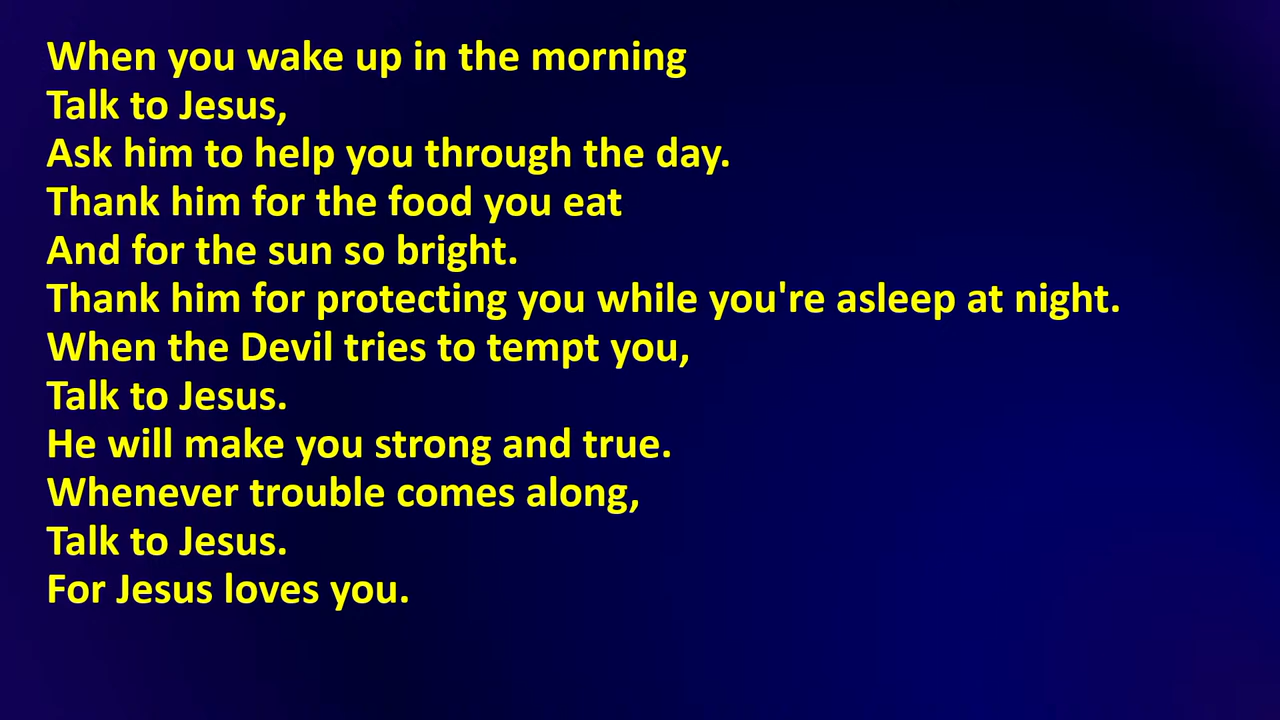 When you wake up in the morning
Talk to Jesus,
Ask him to help you through the day.
Thank him for the food you eat
And for the sun so bright.
Thank him for protecting you while you're asleep at night.
When the Devil tries to tempt you,
Talk to Jesus.
He will make you strong and true.
Whenever trouble comes along,
Talk to Jesus.
For Jesus loves you.